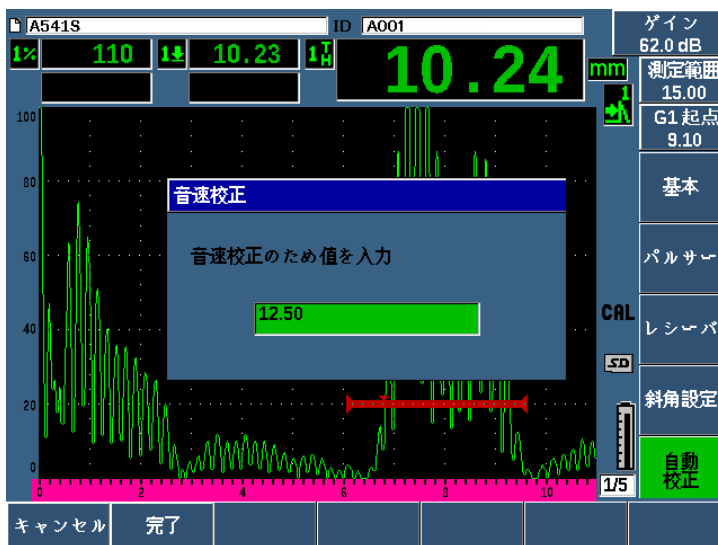 A541S
ID A001
ゲイン
62.0 dB
1% 110
10.23
1 TH
10.24
mm
測定範囲
15.00
1
G1 起点
9.10
100
80
60
40
20
0
基本
音速校正
音速校正のため値を入力
12.50
パルサー
CAL
レシーバ
SD
斜角設定
自動
校正
0 2 4 6 8 10
1/5
キャンセル
完了